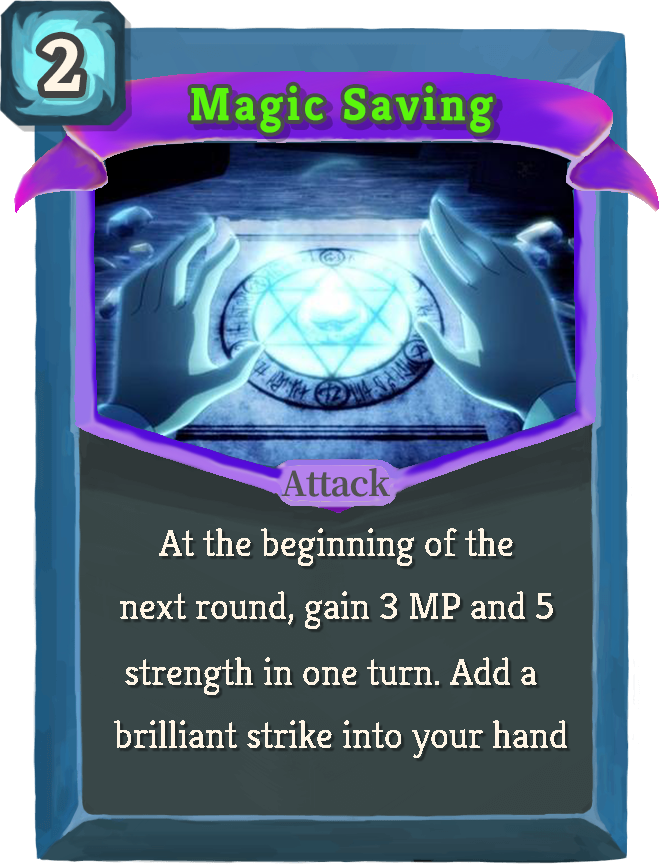 2
Magic Saving
Attack
At the beginning of the
next round, gain 3 MP and 5
strength in one turn. Add a
brilliant strike into your hand